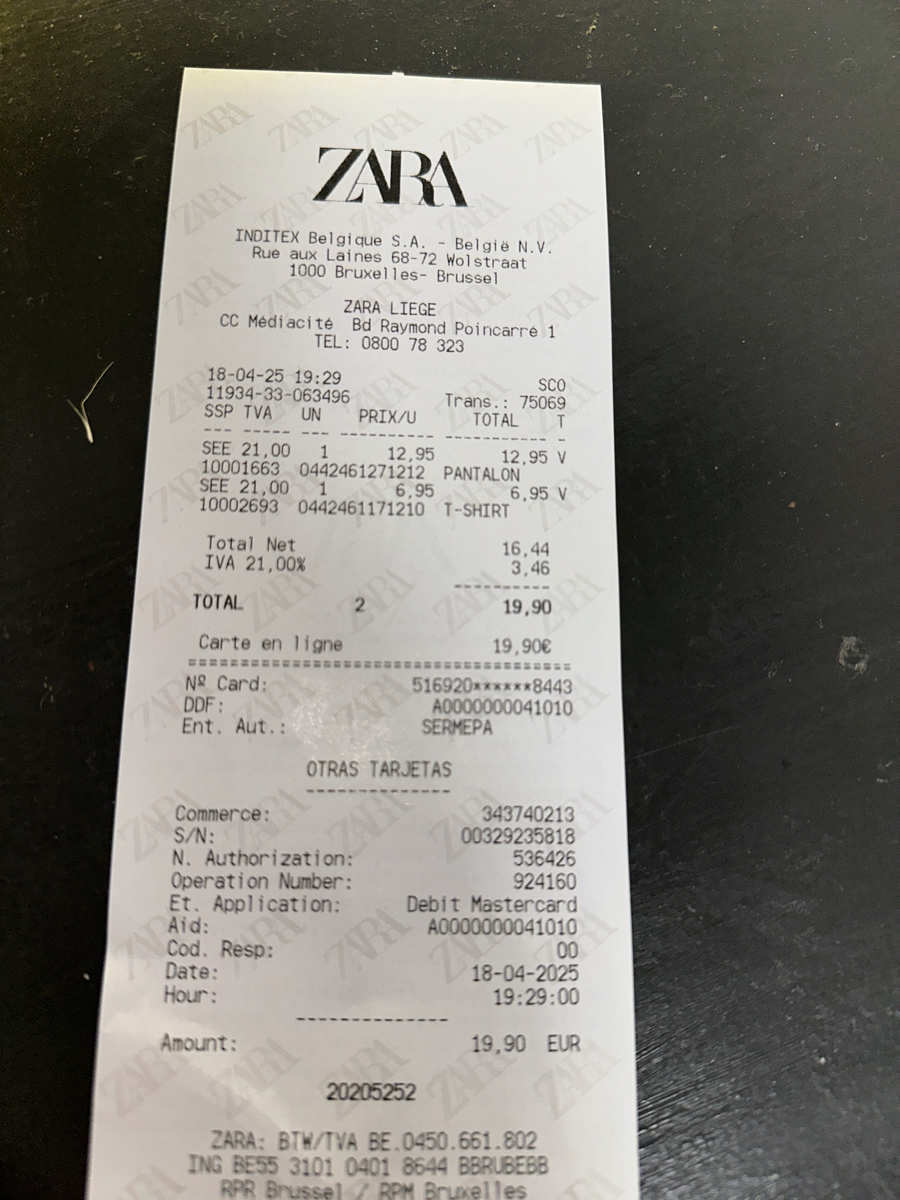 ZARA
INDITEX Belgique S.A. - België N.V.
Rue aux Laines 68-72 Wolstraat
1000 Bruxelles- Brussel
ZARA LIEGE
CC Médiacité Bd Raymond Poincarré 1
TEL: 0800 78 323
18-04-25 19:29 SCO
11934-33-063496 Trans.: 75069
SSP TVA UN PRIX/U TOTAL T
--- ----- --- ---------- ----------- -
SEE 21,00 1 12,95 12,95 V
10001663 0442461271212 PANTALON
SEE 21,00 1 6,95 6,95 V
10002693 0442461171210 T-SHIRT
Total Net 16,44
IVA 21,00% 3,46
----------
TOTAL 2 19,90
Carte en ligne 19,90€
========================================
Nº Card: 516920******8443
DDF: A0000000041010
Ent. Aut.: SERMEPA
OTRAS TARJETAS
--------------
Commerce: 343740213
S/N: 00329235818
N. Authorization: 536426
Operation Number: 924160
Et. Application: Debit Mastercard
Aid: A0000000041010
Cod. Resp: 00
Date: 18-04-2025
Hour: 19:29:00
--------------
Amount: 19,90 EUR
20205252
ZARA: BTW/TVA BE.0450.661.802
ING BE55 3101 0401 8644 BBRUBEBB
RPR Brussel / RPM Bruxelles